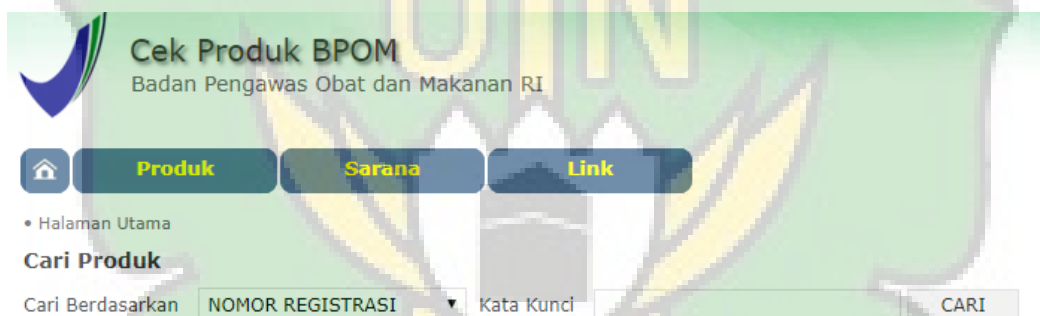 UIN
Cek Produk BPOM
Badan Pengawas Obat dan Makanan RI
Produk Sarana Link
• Halaman Utama
Cari Produk
Cari Berdasarkan NOMOR REGISTRASI Kata Kunci CARI